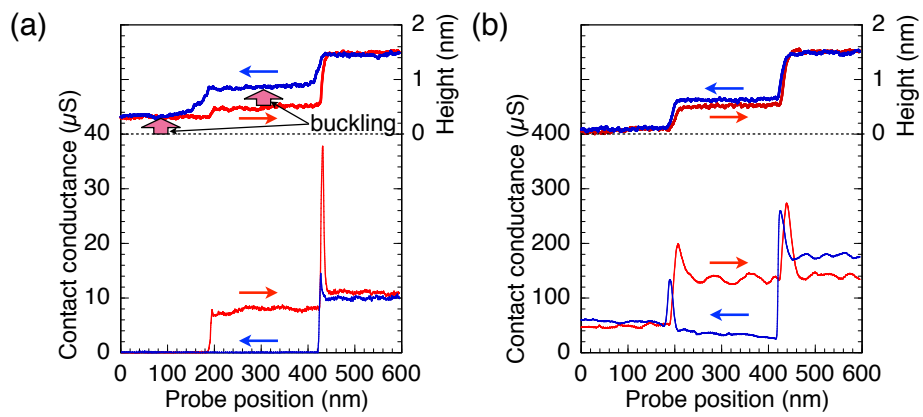 (a)
2
1
0
Height (nm)
buckling
40
30
20
10
0
Contact conductance (µS)
0 100 200 300 400 500 600
Probe position (nm)
(b)
2
1
0
Height (nm)
400
300
200
100
0
Contact conductance (µS)
0 100 200 300 400 500 600
Probe position (nm)